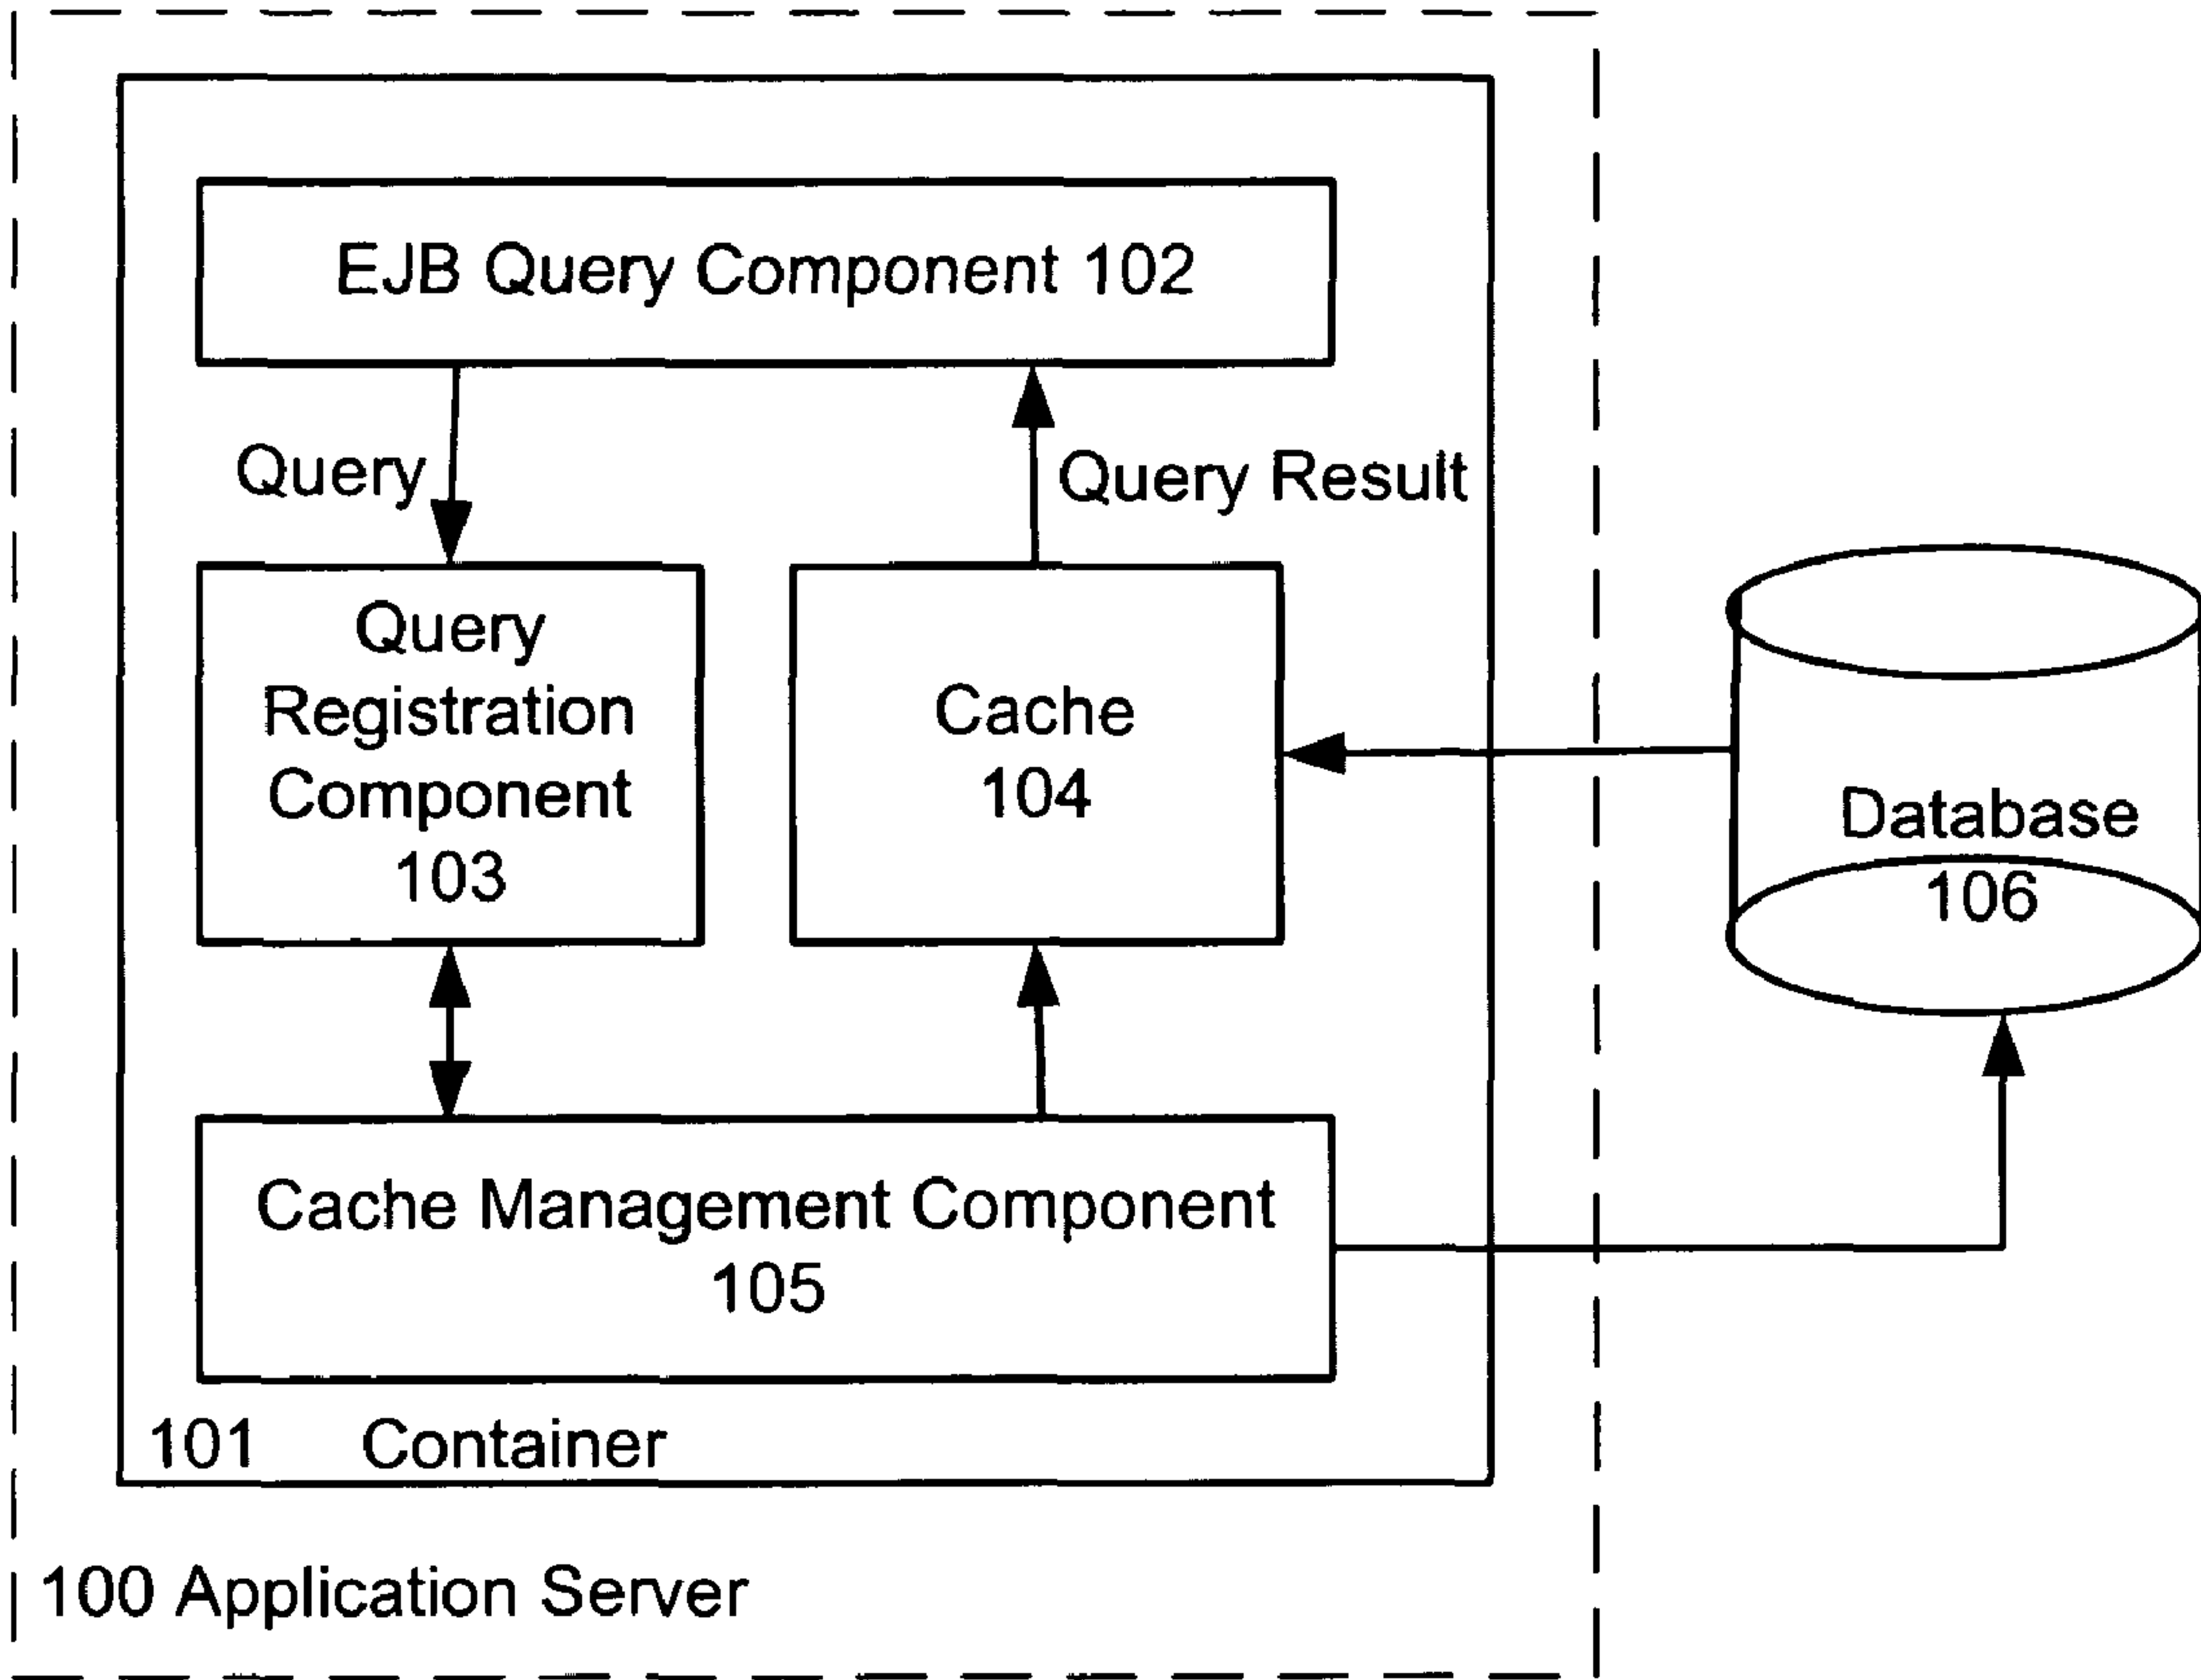 EJB Query Component 102
Query
Query Result
Query
Registration
Component
103
Cache
104
Database
106
Cache Management Component
105
101 Container
100 Application Server